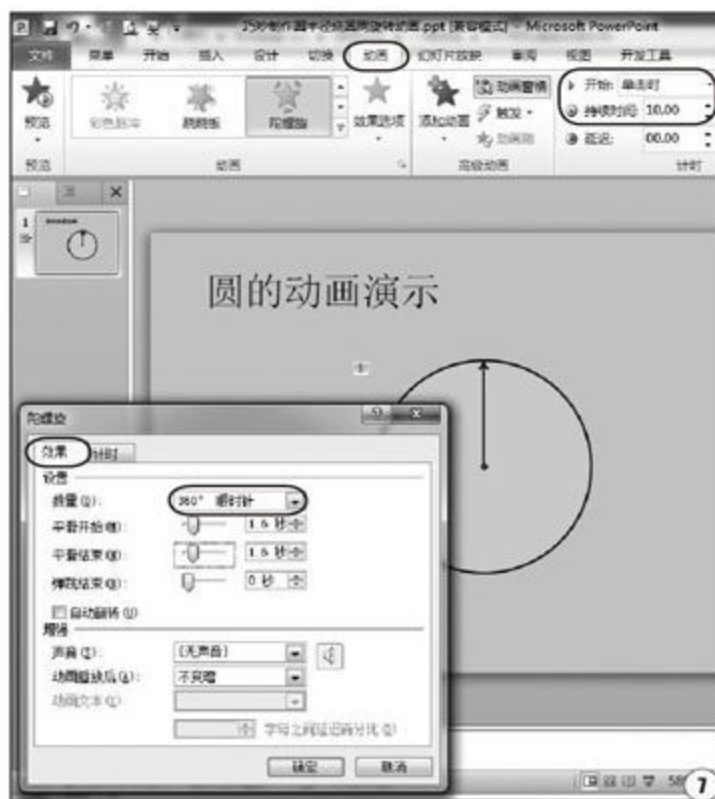 巧妙制作圆半径绕圆周旋转动画.ppt [兼容模式] - Microsoft PowerPoint
文件 菜单 开始 插入 设计 切换 动画 幻灯片放映 审阅 视图 开发工具
预览 彩色脉冲 跷跷板 陀螺旋 效果选项 添加动画 动画窗格 触发 动画刷
开始: 单击时
持续时间: 10.00
延迟: 00.00
预览 动画 高级动画 计时
1
圆的动画演示
陀螺旋
效果 计时
设置
数量(Q): 360° 顺时针
平滑开始(M): 1.5 秒
平滑结束(H): 1.5 秒
弹跳结束(B): 0 秒
自动翻转(U)
增强
声音(S): [无声音]
动画播放后(A): 不变暗
动画文本(X):
字母之间延迟百分比(D)
确定 取消
7